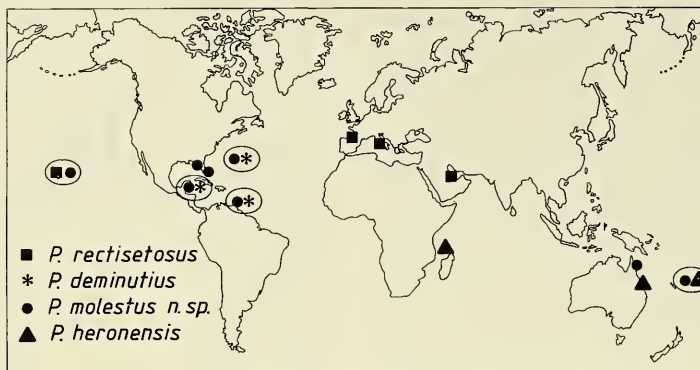 P. rectisetosus
P. deminutius
P. molestus n.sp.
P. heronensis